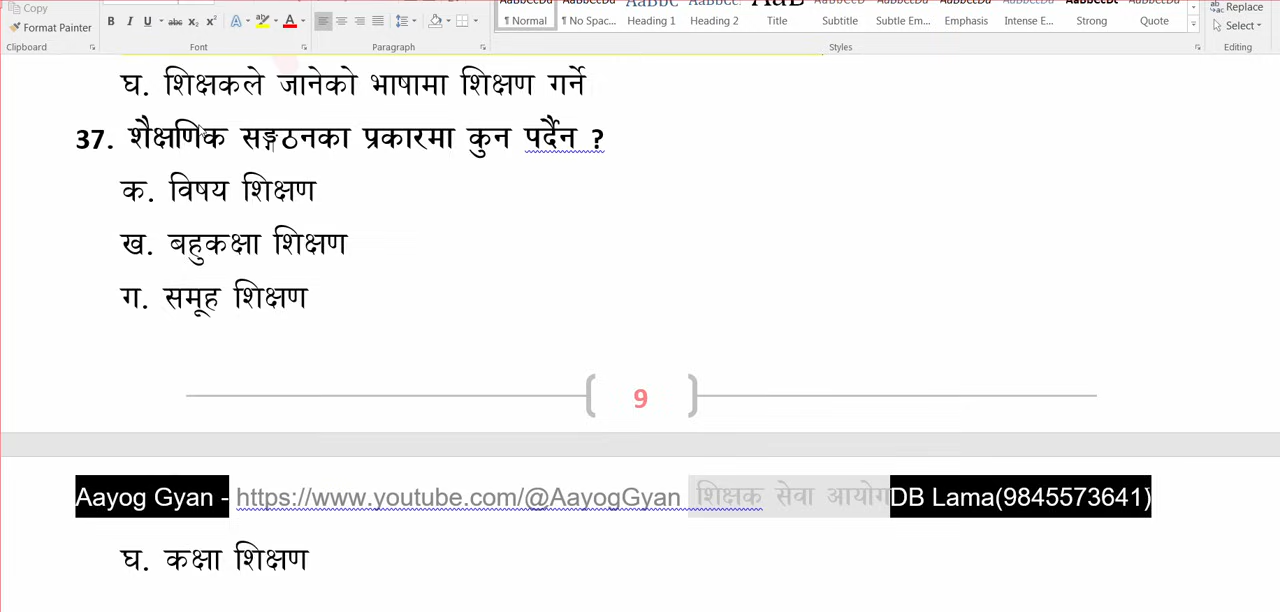 Copy
Format Painter
B I U abc x₂ x² A aby A
Replace
Select
¶ Normal ¶ No Spac... Heading 1 Heading 2 Title Subtitle Subtle Em... Emphasis Intense E... Strong Quote
Clipboard Font Paragraph Styles Editing
घ. शिक्षकले जानेको भाषामा शिक्षण गर्ने
37. शैक्षणिक सङ्गठनका प्रकारमा कुन पर्दैन ?
क. विषय शिक्षण
ख. बहुकक्षा शिक्षण
ग. समूह शिक्षण
9
Aayog Gyan - https://www.youtube.com/@AayogGyan शिक्षक सेवा आयोग DB Lama(9845573641)
घ. कक्षा शिक्षण